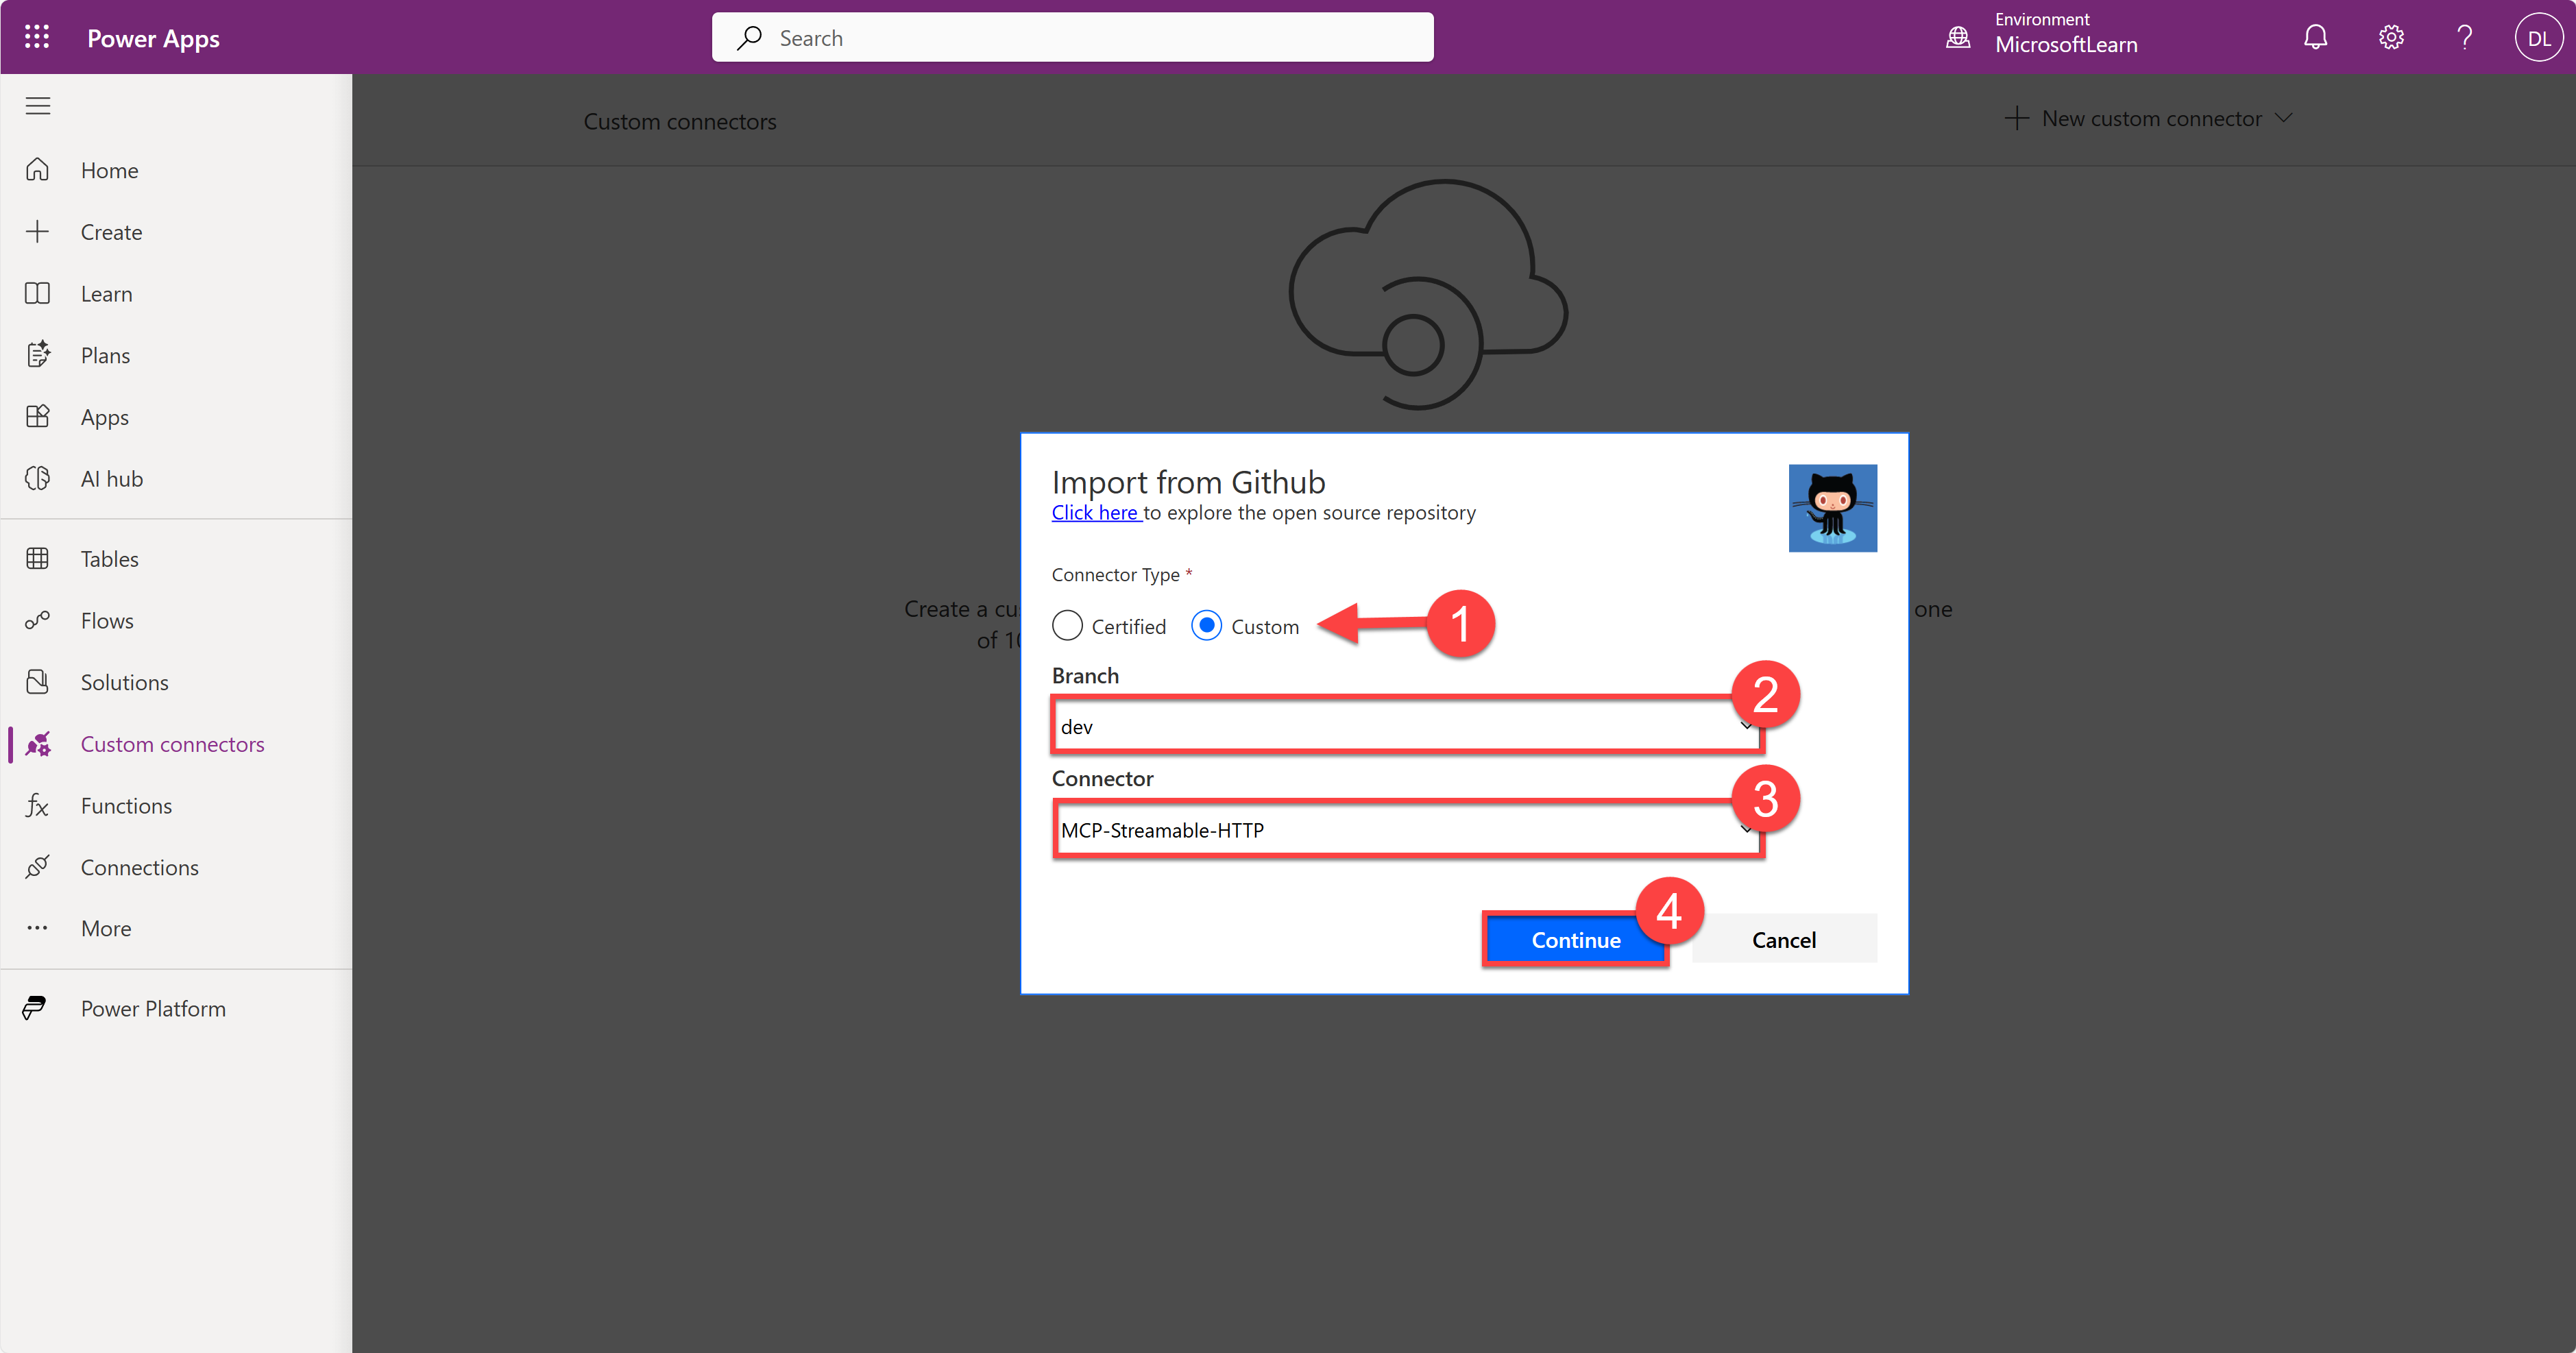 Power Apps
Search
Environment
MicrosoftLearn
?
DL
Custom connectors
New custom connector
Home
Create
Learn
Plans
Apps
AI hub
Tables
Flows
Solutions
Custom connectors
Functions
Connections
More
Power Platform
Create a cu
one
of 10
Import from Github
Click here to explore the open source repository
Connector Type *
Certified
Custom
1
Branch
2
dev
Connector
3
MCP-Streamable-HTTP
4
Continue
Cancel